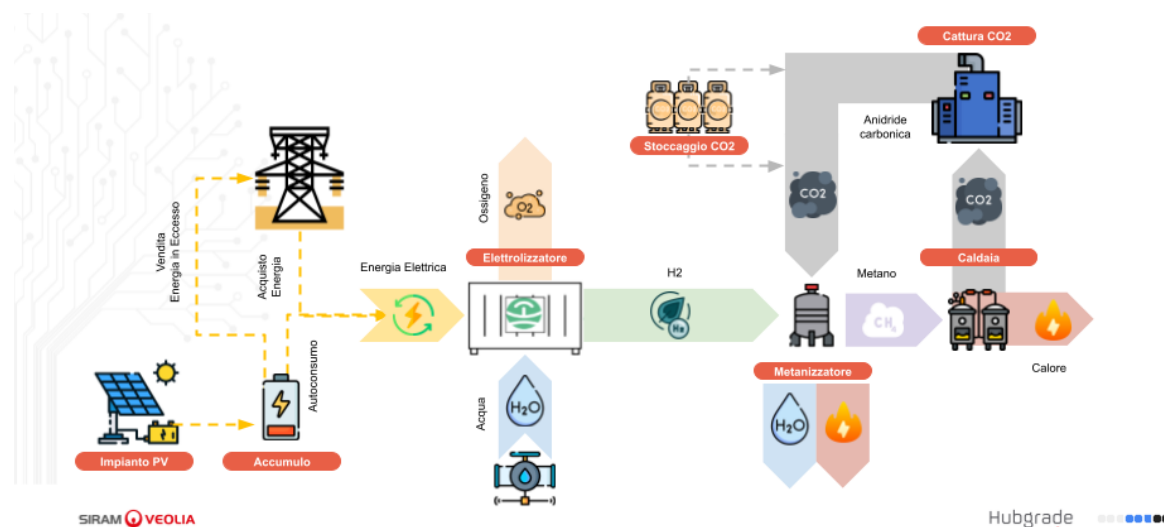 Cattura CO2
Anidride
carbonica
Stoccaggio CO2
CO2
CO2
Ossigeno
O2
Vendita
Energia in Eccesso
Acquisto
Energia
Energia Elettrica
Elettrolizzatore
H2
H2
Metano
CH4
Caldaia
Calore
Autoconsumo
Metanizzatore
H2O
H2O
Acqua
Impianto PV
Accumulo
SIRAM VEOLIA
Hubgrade